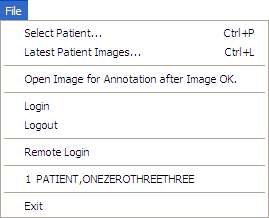 File
Select Patient... Ctrl+P
Latest Patient Images... Ctrl+L
Open Image for Annotation after Image OK.
Login
Logout
Remote Login
1 PATIENT,ONEZEROTHREETHREE
Exit